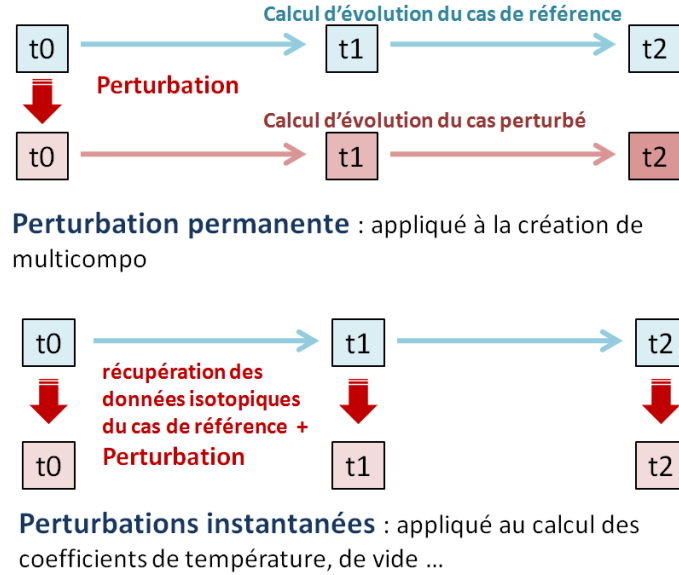 Calcul d'évolution du cas de référence
t0 t1 t2
Perturbation
Calcul d'évolution du cas perturbé
t0 t1 t2
Perturbation permanente : appliqué à la création de
multicompo
t0 t1 t2
récupération des
données isotopiques
du cas de référence +
Perturbation
t0 t1 t2
Perturbations instantanées : appliqué au calcul des
coefficients de température, de vide ...